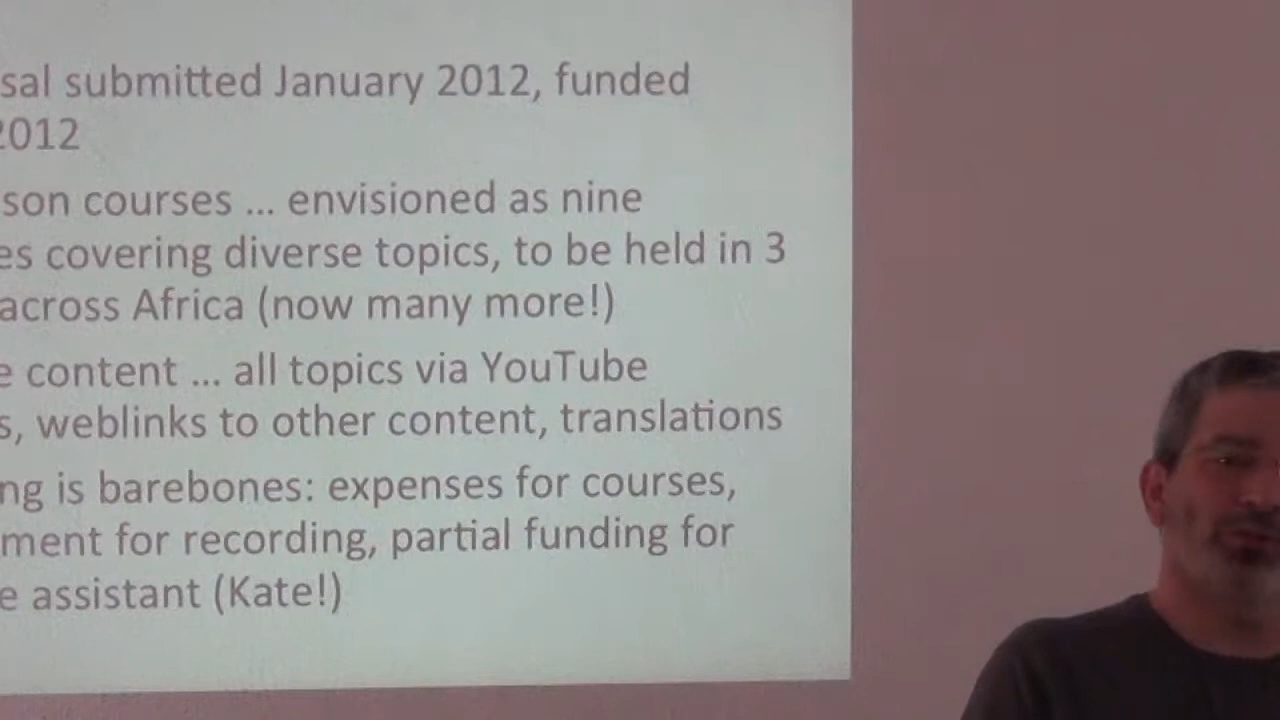 sal submitted January 2012, funded
2012
son courses ... envisioned as nine
es covering diverse topics, to be held in 3
across Africa (now many more!)
e content ... all topics via YouTube
s, weblinks to other content, translations
ng is barebones: expenses for courses,
ment for recording, partial funding for
e assistant (Kate!)